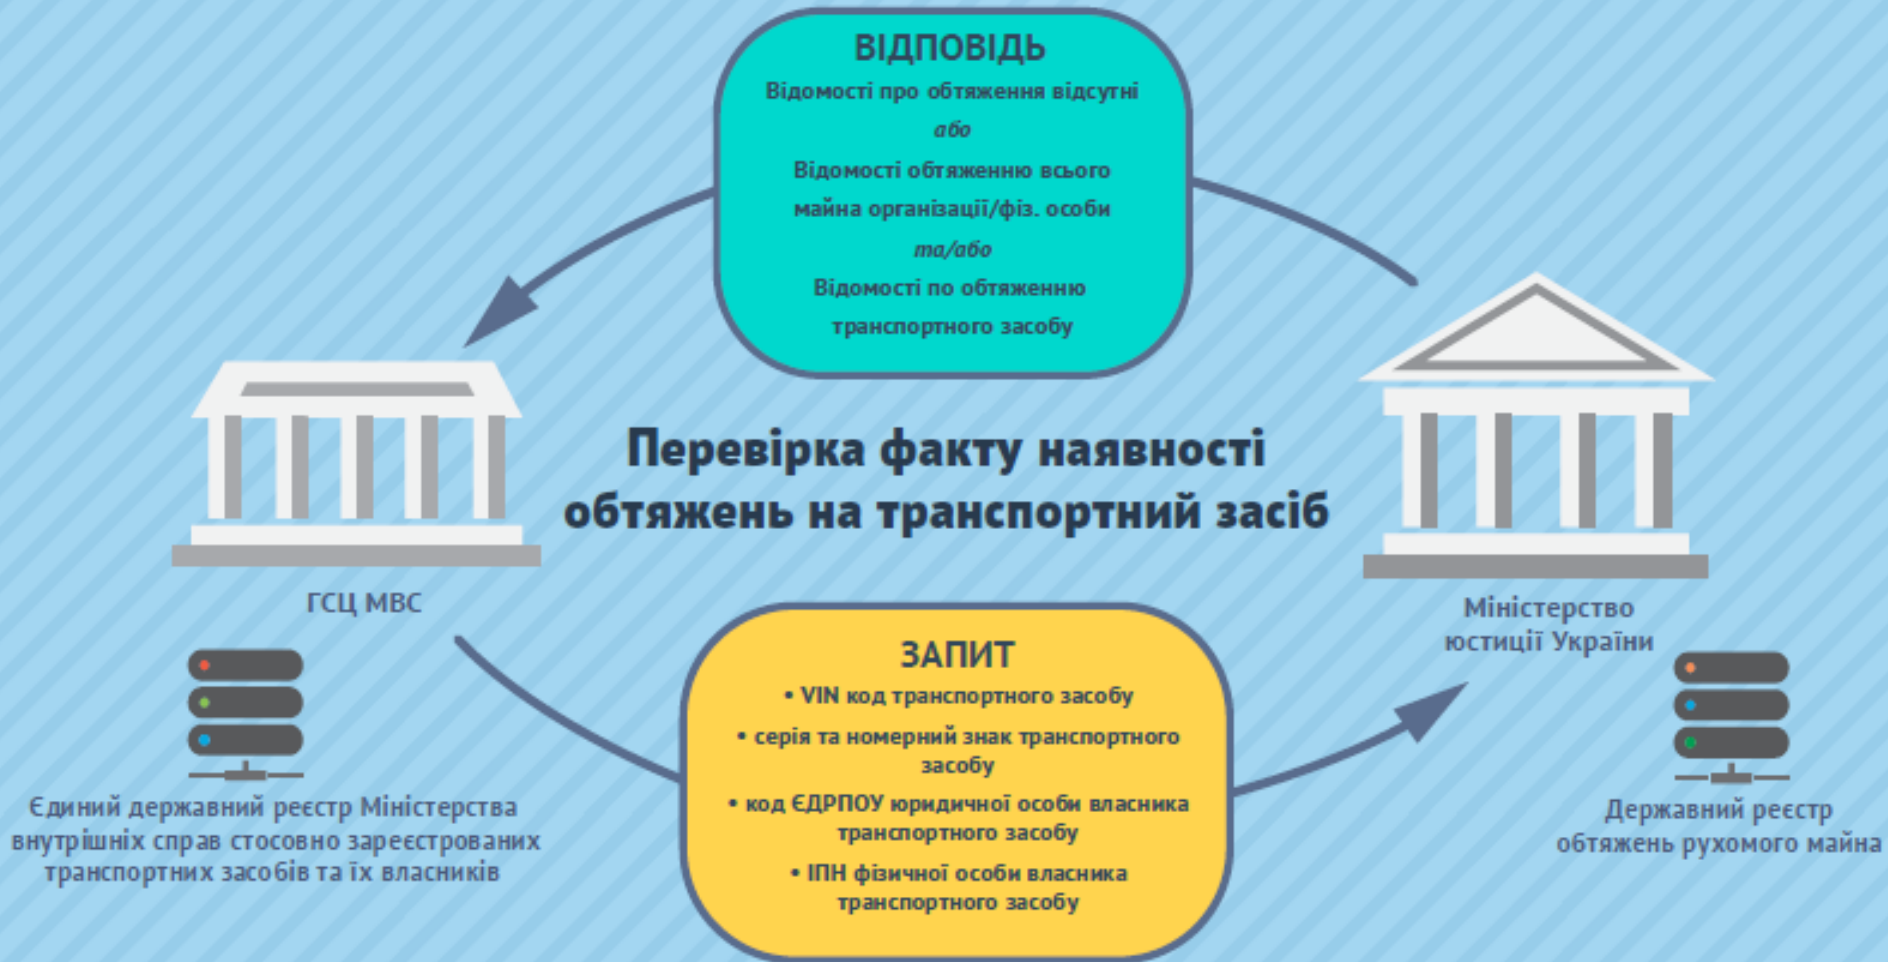 ВІДПОВІДЬ
Відомості про обтяження відсутні
або
Відомості обтяженню всього
майна організації/фіз. особи
та/або
Відомості по обтяженню
транспортного засобу
Перевірка факту наявності
обтяжень на транспортний засіб
ГСЦ МВС
Єдиний державний реєстр Міністерства
внутрішніх справ стосовно зареєстрованих
транспортних засобів та їх власників
ЗАПИТ
• VIN код транспортного засобу
• серія та номерний знак транспортного
засобу
• код ЄДРПОУ юридичної особи власника
транспортного засобу
• ІПН фізичної особи власника
транспортного засобу
Міністерство
юстиції України
Державний реєстр
обтяжень рухомого майна